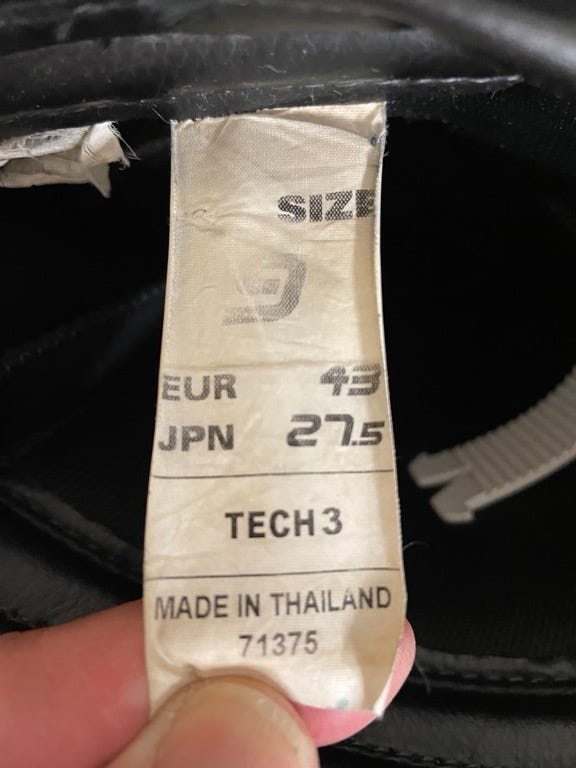 SIZE
9
EUR 43
JPN 27.5
TECH 3
MADE IN THAILAND
71375